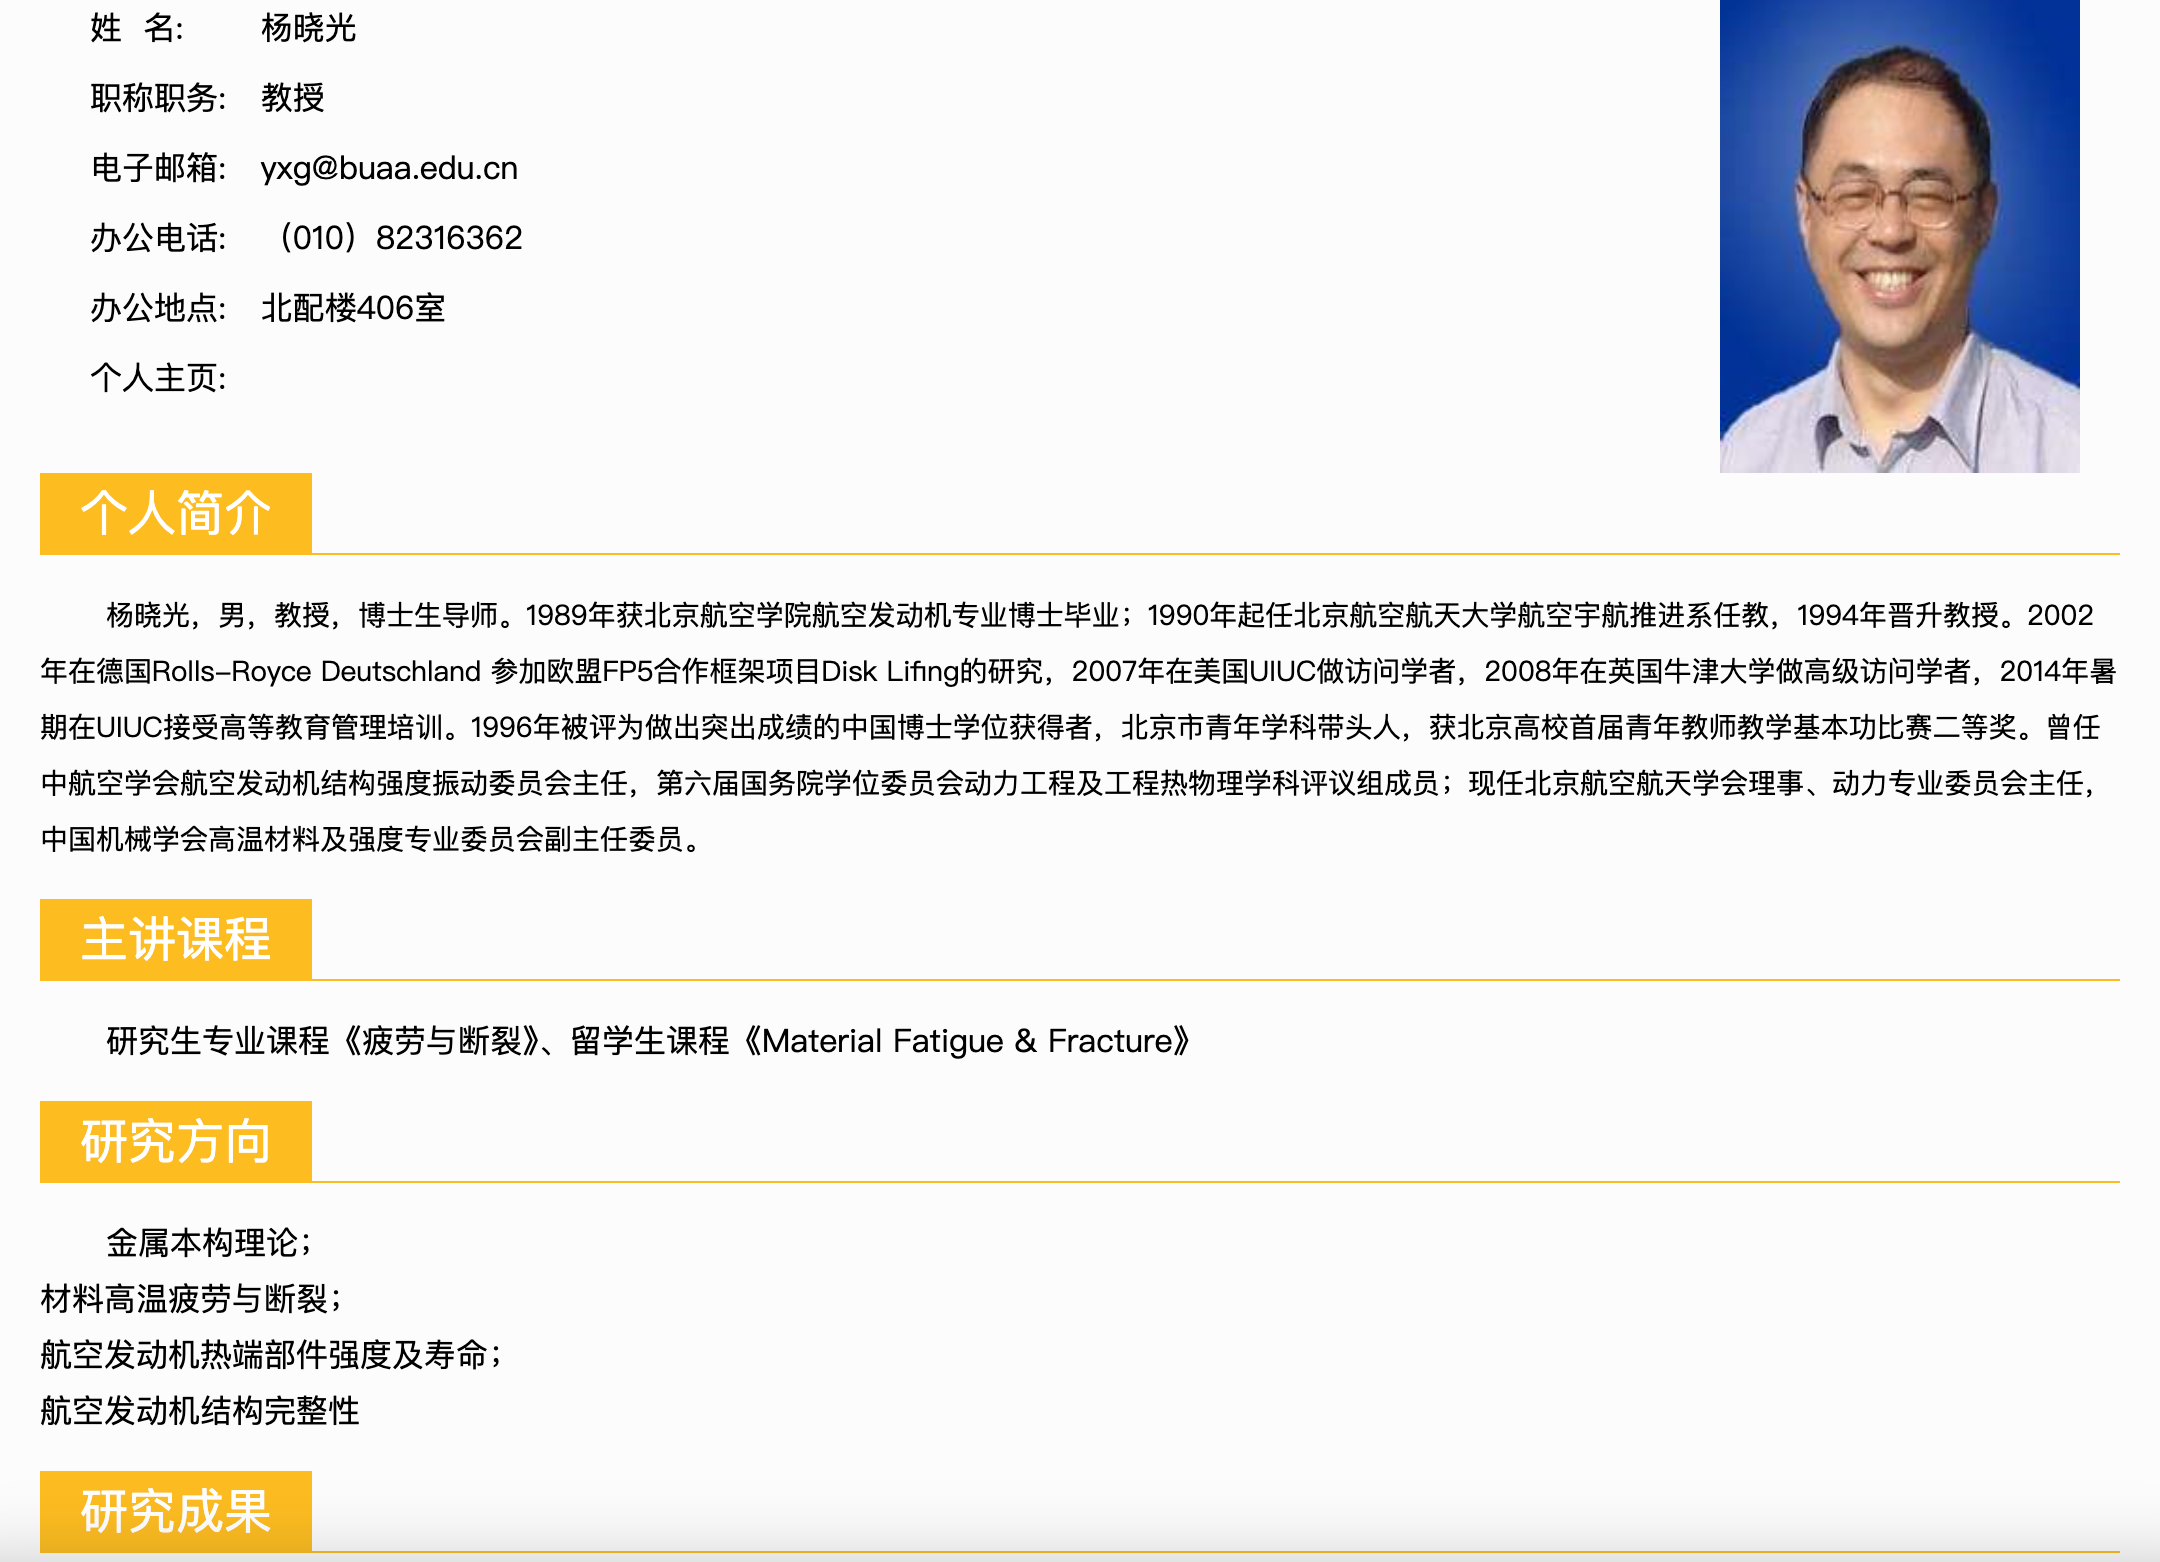 姓 名: 杨晓光
职称职务: 教授
电子邮箱: yxg@buaa.edu.cn
办公电话: （010）82316362
办公地点: 北配楼406室
个人主页:
个人简介
杨晓光，男，教授，博士生导师。1989年获北京航空学院航空发动机专业博士毕业；1990年起任北京航空航天大学航空宇航推进系任教，1994年晋升教授。2002
年在德国Rolls-Royce Deutschland 参加欧盟FP5合作框架项目Disk Lifing的研究，2007年在美国UIUC做访问学者，2008年在英国牛津大学做高级访问学者，2014年暑
期在UIUC接受高等教育管理培训。1996年被评为做出突出成绩的中国博士学位获得者，北京市青年学科带头人，获北京高校首届青年教师教学基本功比赛二等奖。曾任
中航空学会航空发动机结构强度振动委员会主任，第六届国务院学位委员会动力工程及工程热物理学科评议组成员；现任北京航空航天学会理事、动力专业委员会主任，
中国机械学会高温材料及强度专业委员会副主任委员。
主讲课程
研究生专业课程《疲劳与断裂》、留学生课程《Material Fatigue & Fracture》
研究方向
金属本构理论；
材料高温疲劳与断裂；
航空发动机热端部件强度及寿命；
航空发动机结构完整性
研究成果